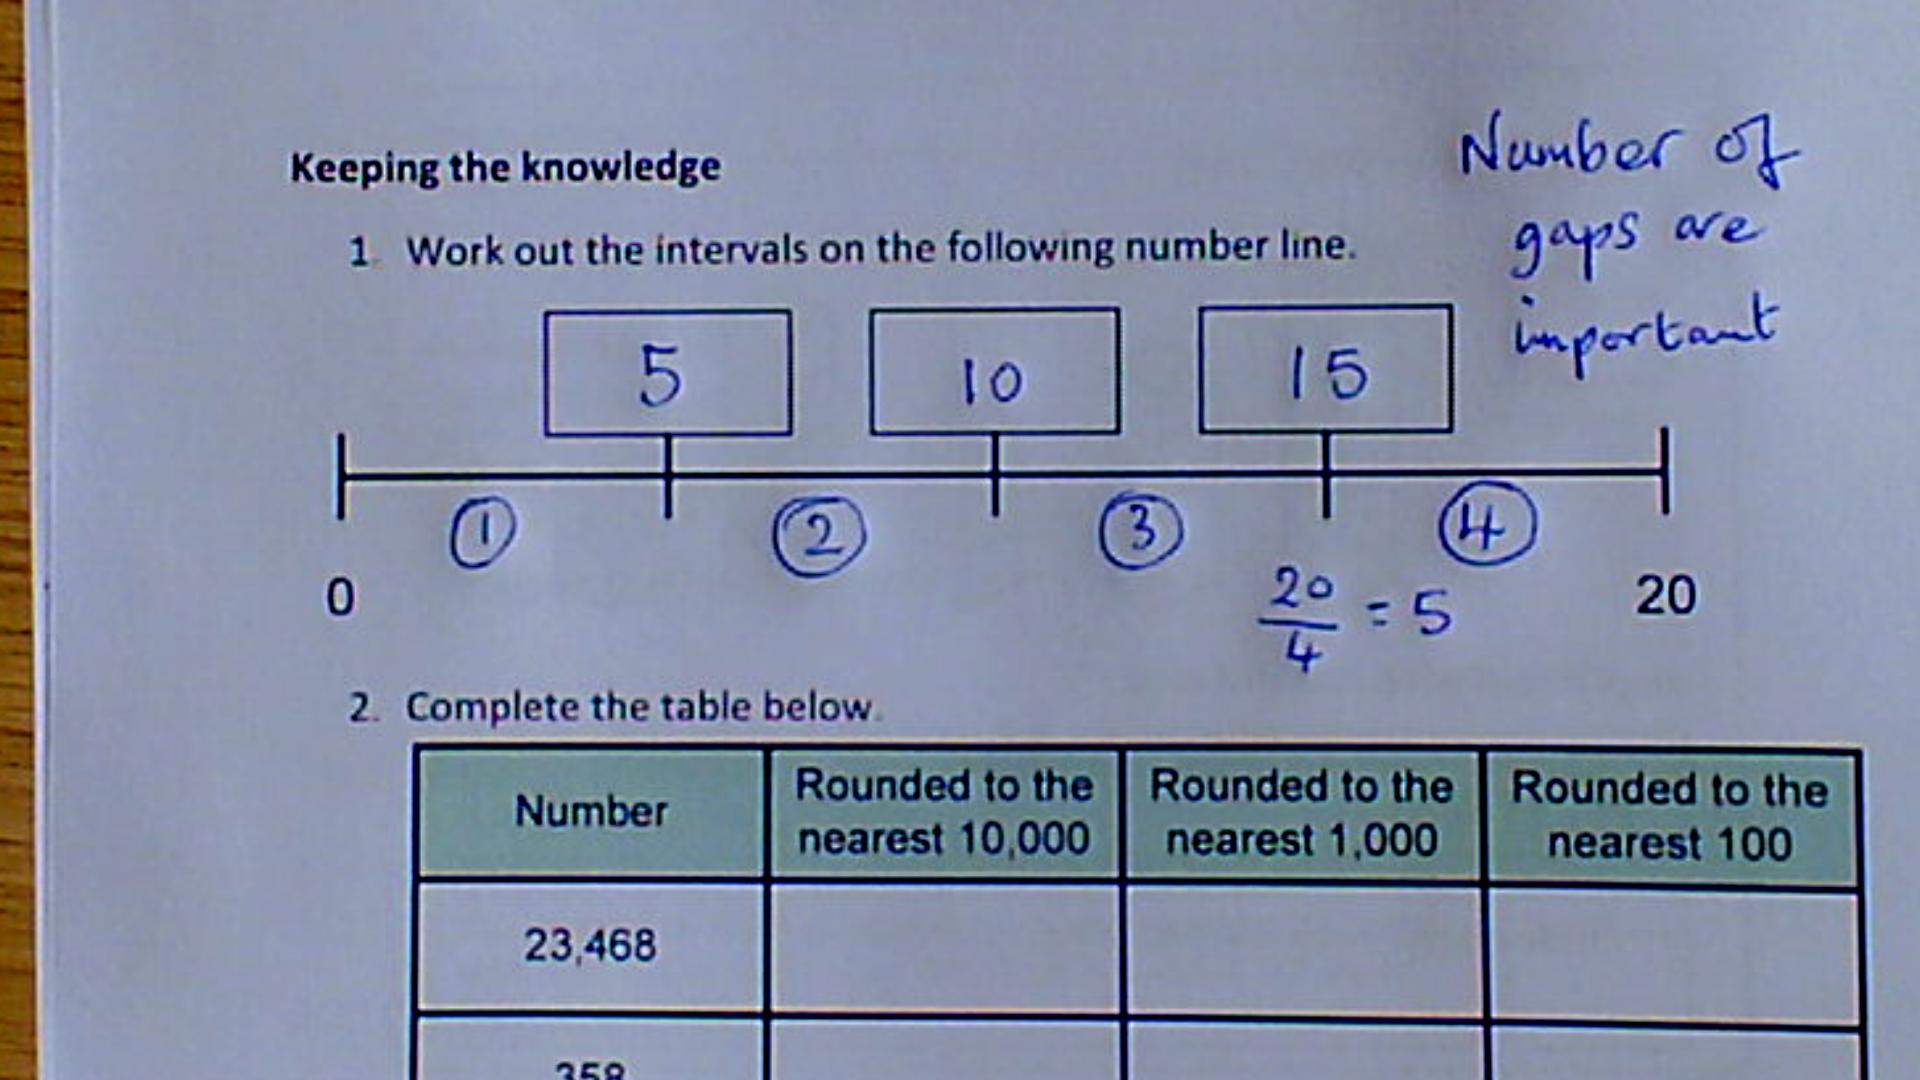 Keeping the knowledge
Number of
gaps are
important
1. Work out the intervals on the following number line.
5 10 15
1 2 3 4
0 20
20
4 = 5
2. Complete the table below.
Number Rounded to the nearest 10,000 Rounded to the nearest 1,000 Rounded to the nearest 100
23,468
358